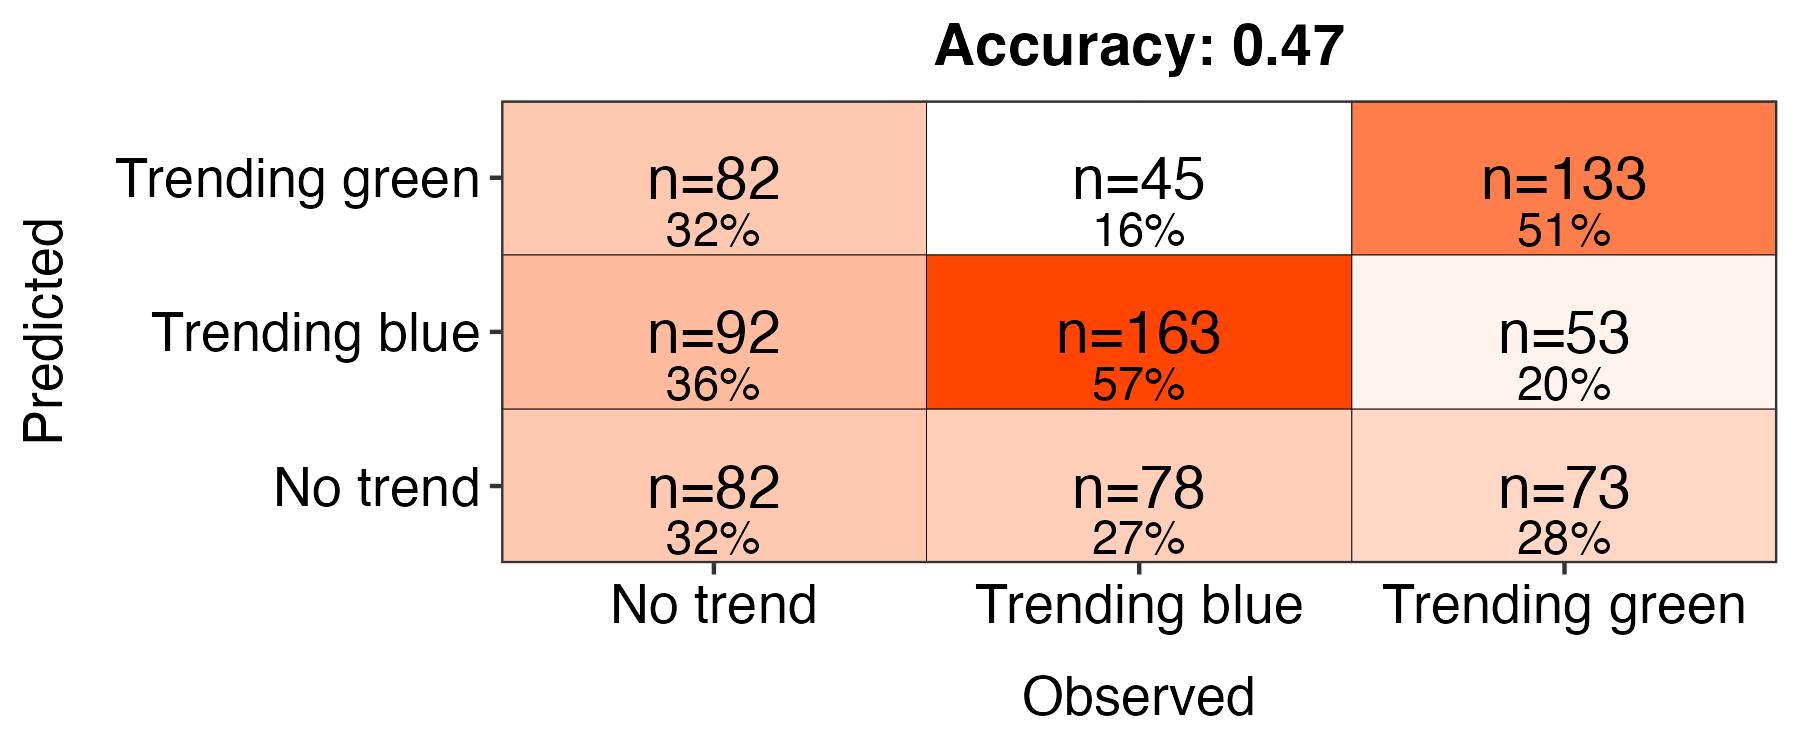 Accuracy: 0.47
Predicted
Trending green
n=82
32%
n=45
16%
n=133
51%
Trending blue
n=92
36%
n=163
57%
n=53
20%
No trend
n=82
32%
n=78
27%
n=73
28%
No trend
Trending blue
Trending green
Observed